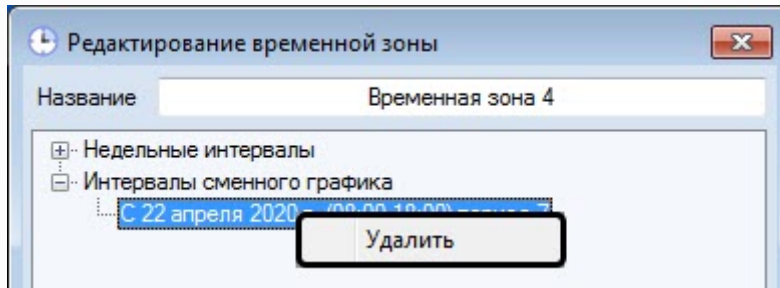 Редактирование временной зоны
Название Временная зона 4
Недельные интервалы
Интервалы сменного графика
С 22 апреля 2020
Удалить